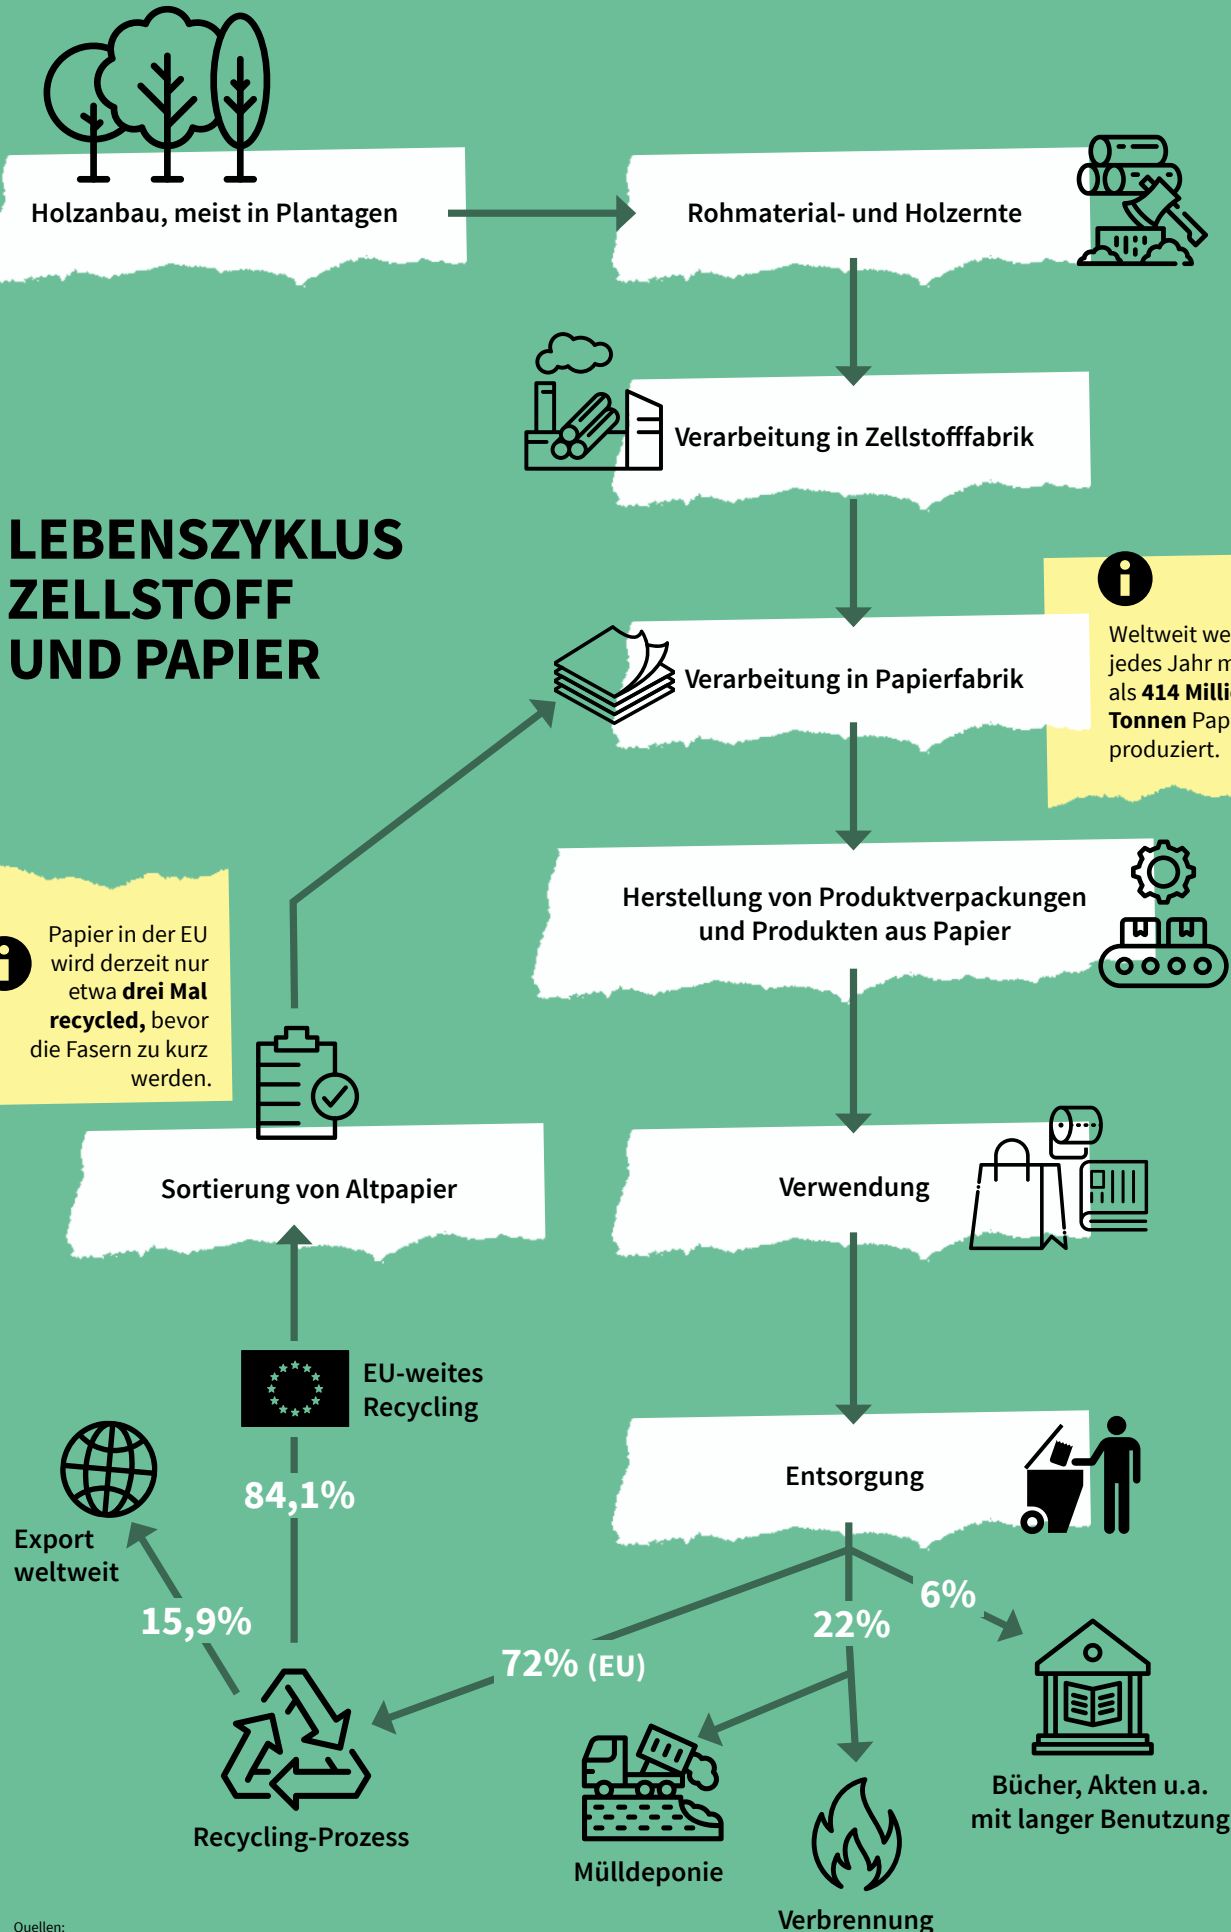 Holzanbau, meist in Plantagen
Rohmaterial- und Holzernte
Verarbeitung in Zellstofffabrik
LEBENSZYKLUS
ZELLSTOFF
UND PAPIER
Verarbeitung in Papierfabrik
Weltweit
jedes Jahr
als 414
Tonnen
produziert.
Herstellung von Produktverpackungen
und Produkten aus Papier
Papier in der EU
wird derzeit nur
etwa drei Mal
recycled, bevor
die Fasern zu kurz
werden.
Sortierung von Altpapier
Verwendung
EU-weites
Recycling
84,1%
Export
weltweit
15,9%
Entsorgung
72% (EU)
22%
6%
Recycling-Prozess
Mülldeponie
Verbrennung
Bücher, Akten u.a.
mit langer Benutzung
Quellen: